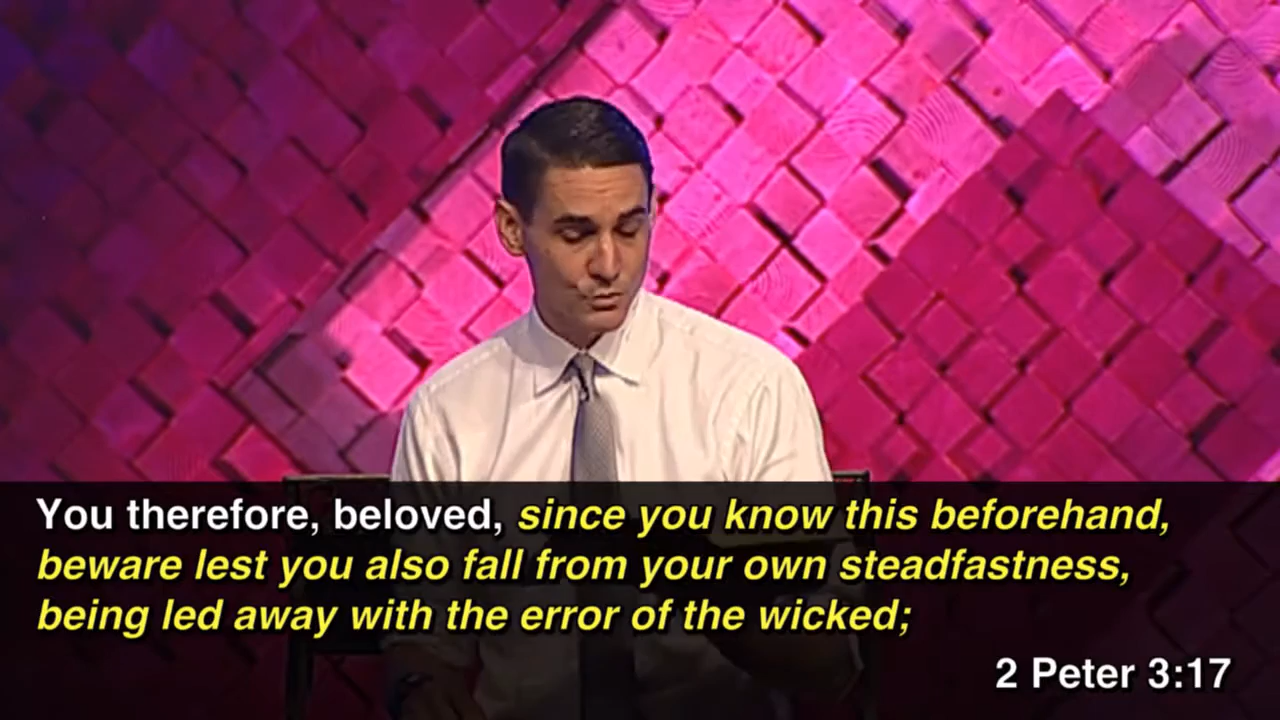 You therefore, beloved, since you know this beforehand,
beware lest you also fall from your own steadfastness,
being led away with the error of the wicked;
2 Peter 3:17